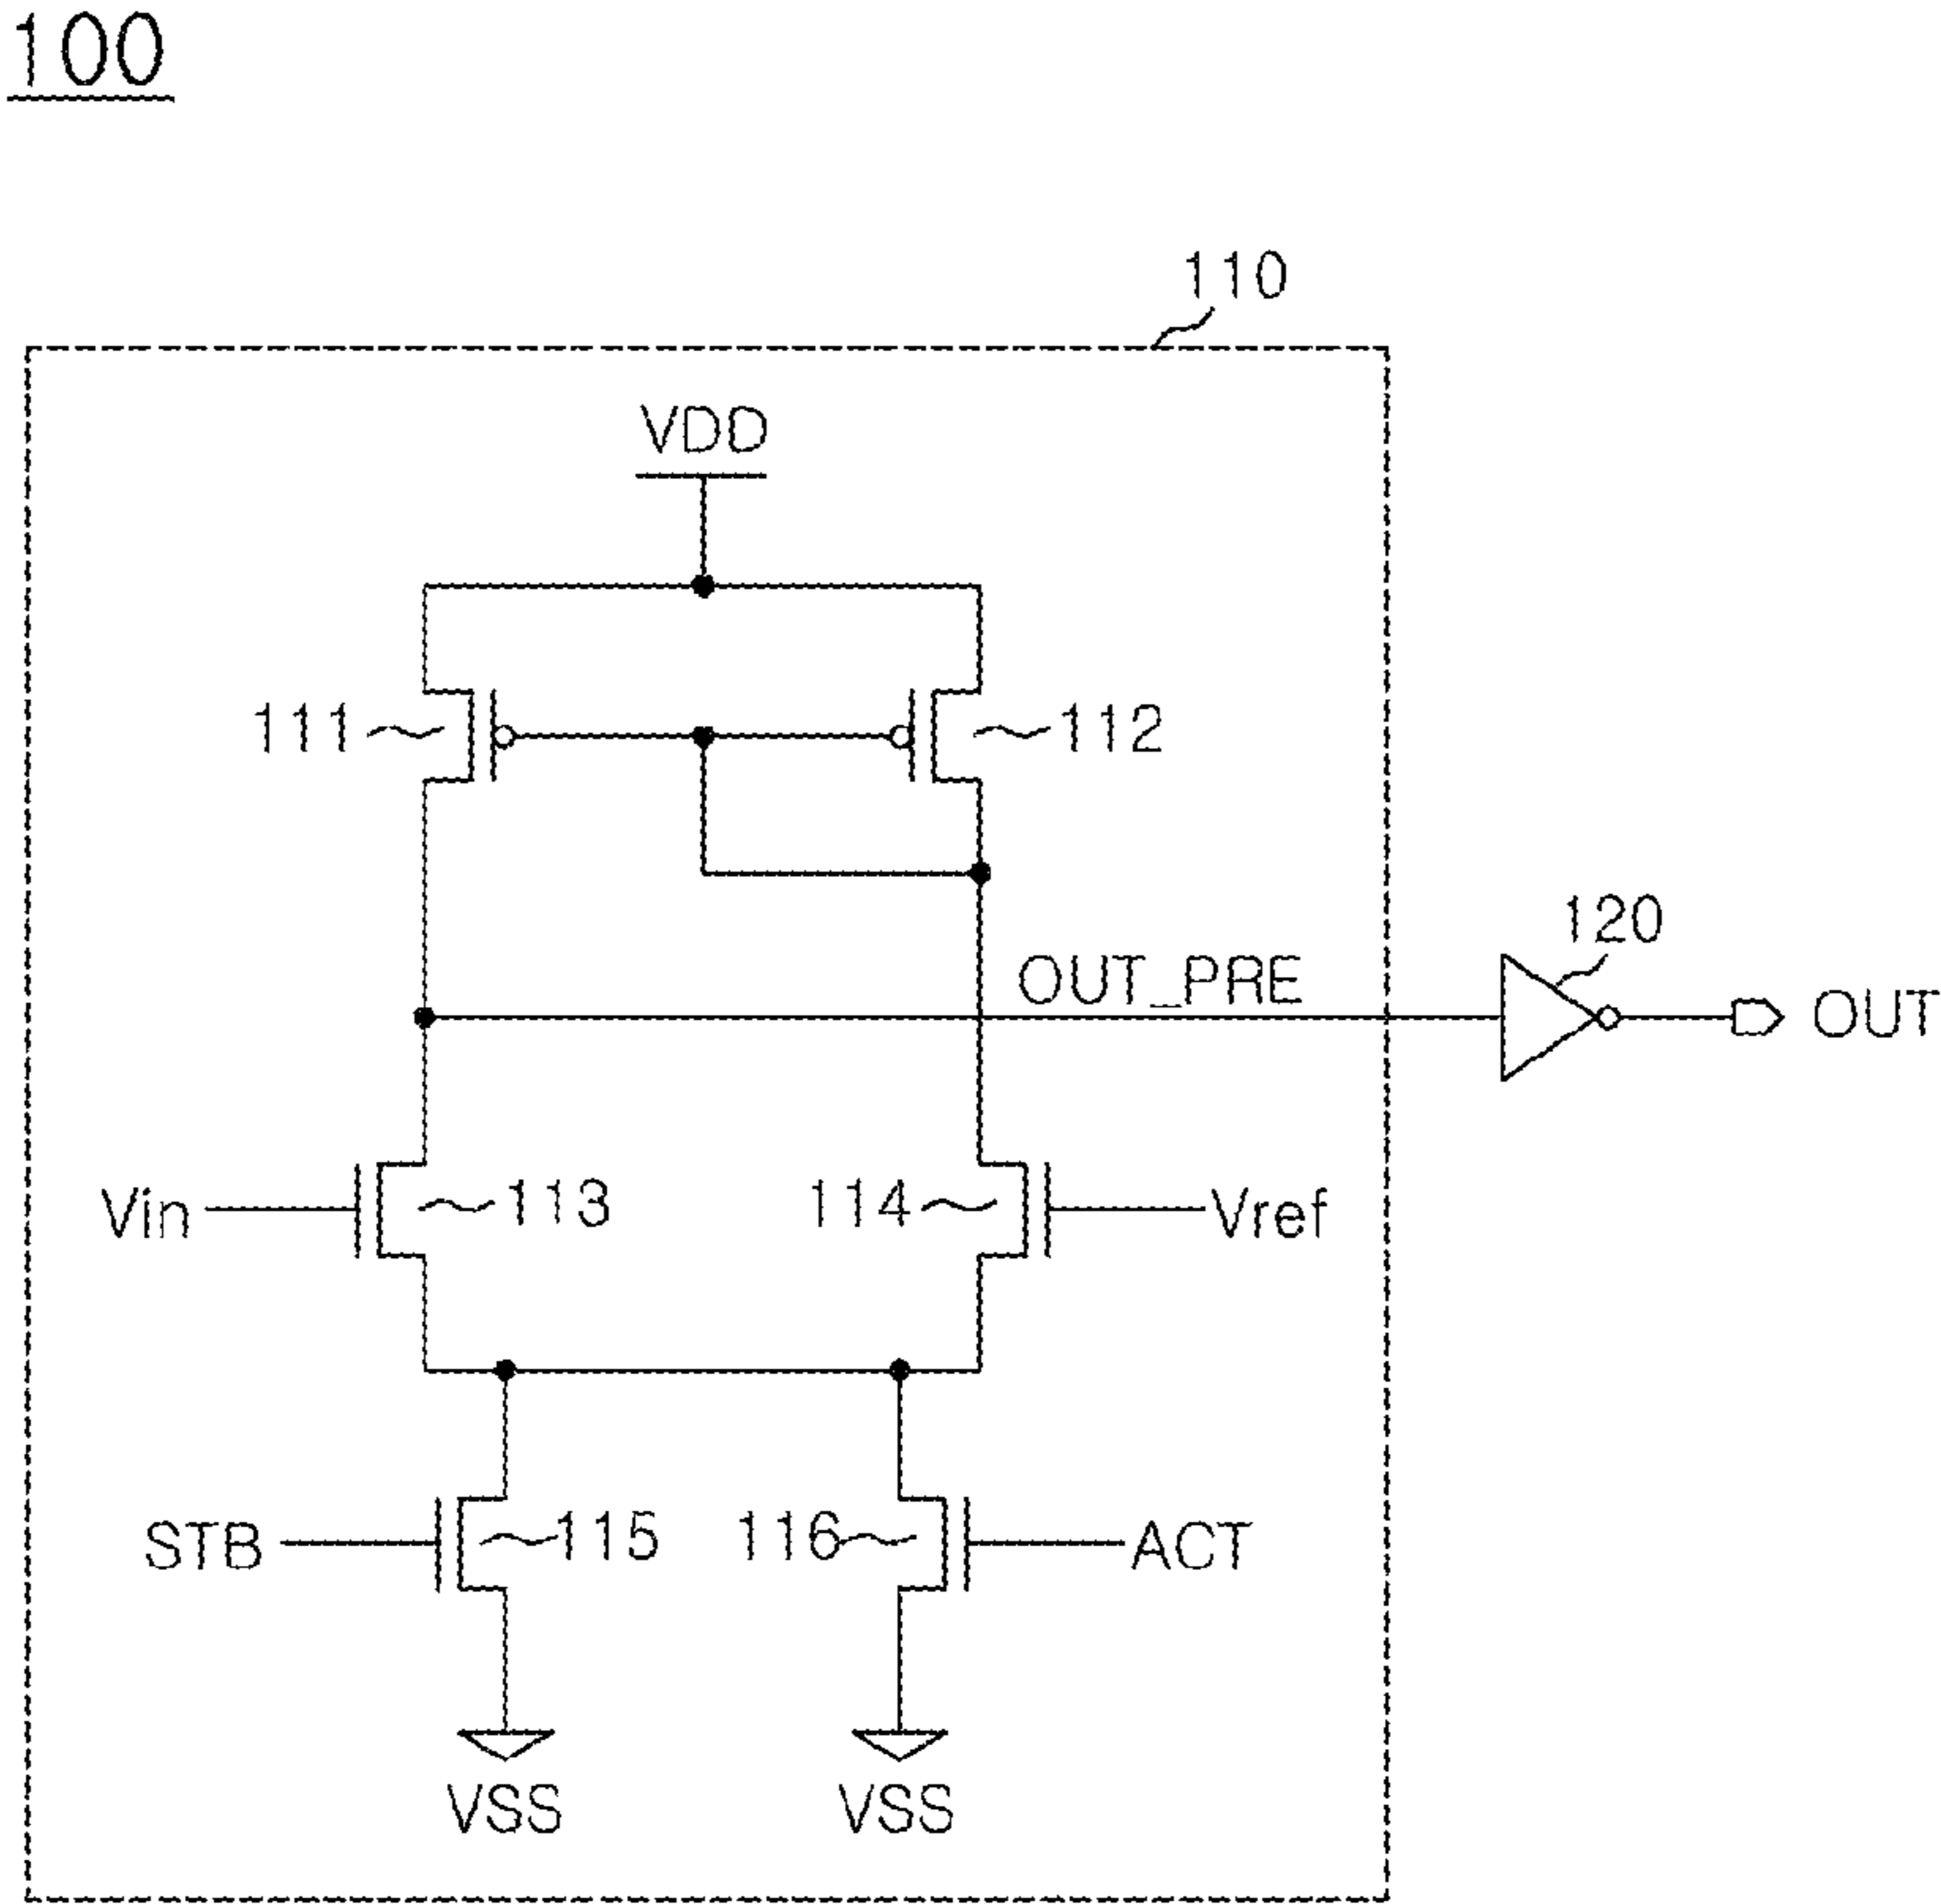 100
110
VDD
111
112
120
OUT_PRE
OUT
Vin
113
114
Vref
STB
115
116
ACT
VSS
VSS